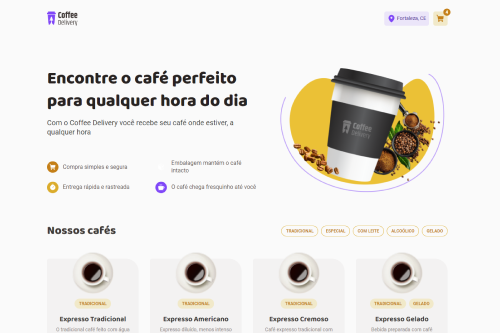 Coffee
Delivery
Fortaleza, CE
Encontre o café perfeito
para qualquer hora do dia
Com o Coffee Delivery você recebe seu café onde estiver, a
qualquer hora
Compra simples e segura
Embalagem mantém o café
intacto
Entrega rápida e rastreada
O café chega fresquinho até você
Coffee
Delivery
Nossos cafés
TRADICIONAL
ESPECIAL
COM LEITE
ALCOÓLICO
GELADO
TRADICIONAL
TRADICIONAL
TRADICIONAL
TRADICIONAL
GELADO
Expresso Tradicional
Expresso Americano
Expresso Cremoso
Expresso Gelado
O tradicional café feito com água
Expresso diluído, menos intenso
Café expresso tradicional com
Bebida preparada com café